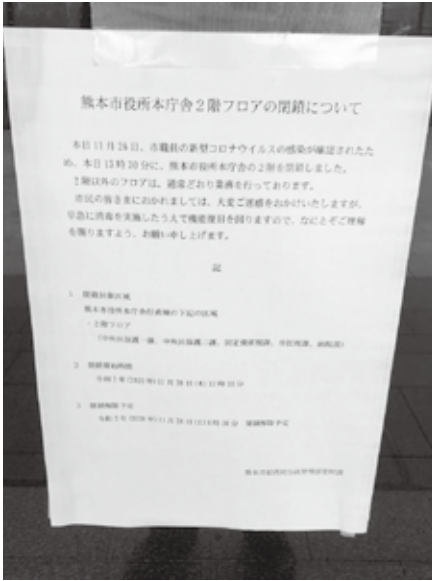 熊本市役所本庁舎2階フロアの閉鎖について
本日11月26日、市職員の新型コロナウイルスの感染が確認されたた
め、本日13時30分に、熊本市役所本庁舎の2階を閉鎖しました。
2階以外のフロアは、通常どおり業務を行っております。
市民の皆さまにおかれましては、大変ご迷惑をおかけいたしますが、
早急に消毒を実施したうえで機能復旧を図りますので、なにとぞご理解
を賜りますよう、お願い申し上げます。
記
1 閉鎖対象区域
熊本市役所本庁舎行政棟の下記の区域
・2階フロア
2 閉鎖開始時間
3 閉鎖解除予定